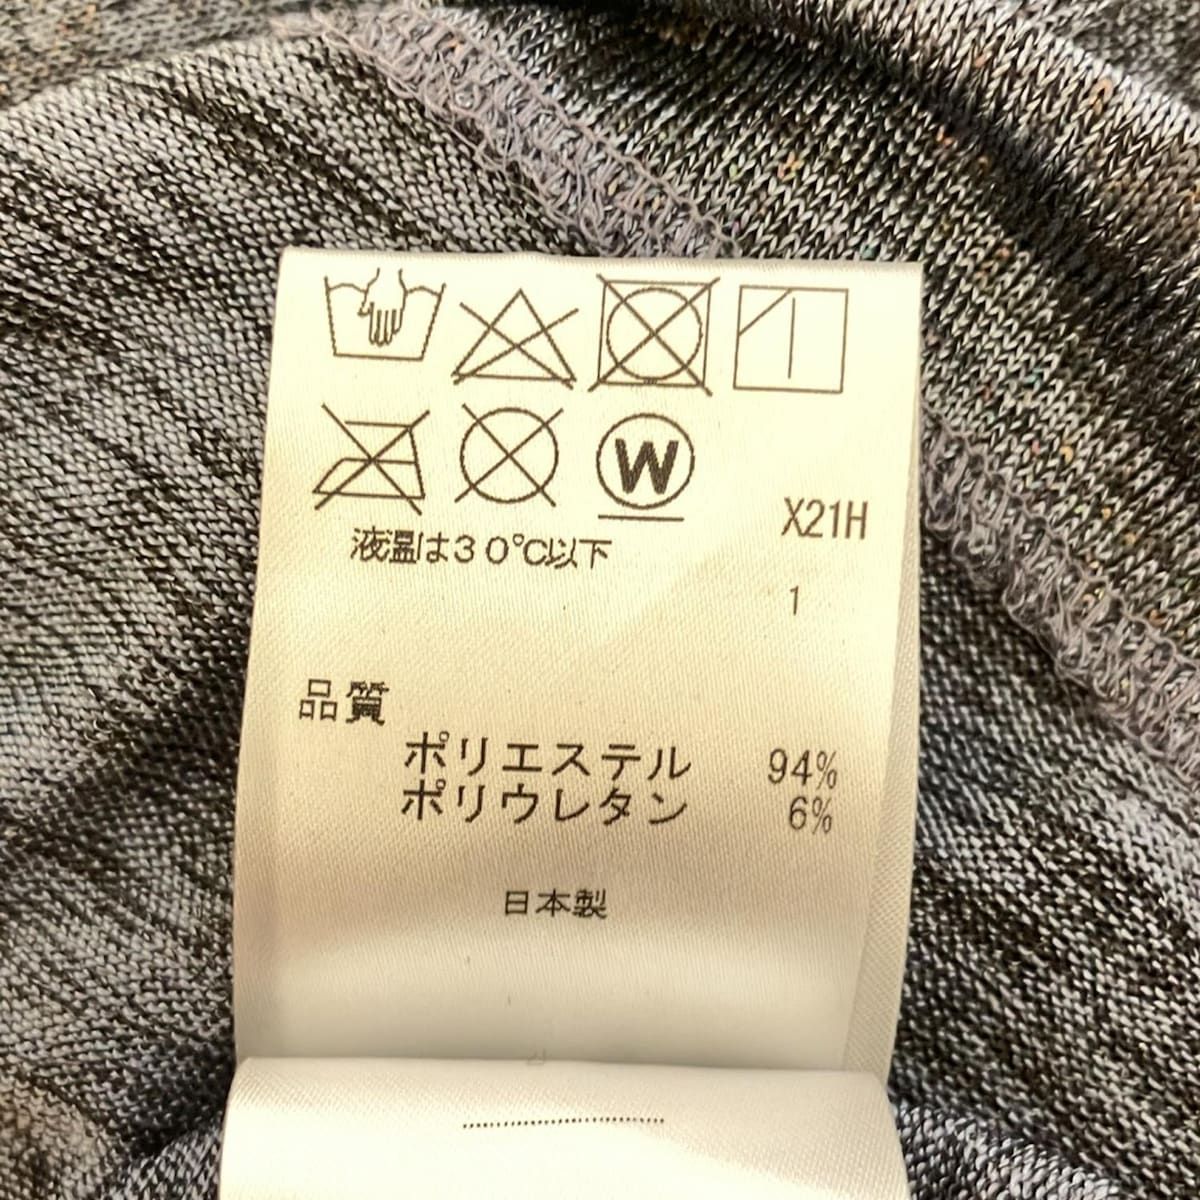 W
X21H
液温は30℃以下
1
品質
ポリエステル 94%
ポリウレタン 6%
日本製